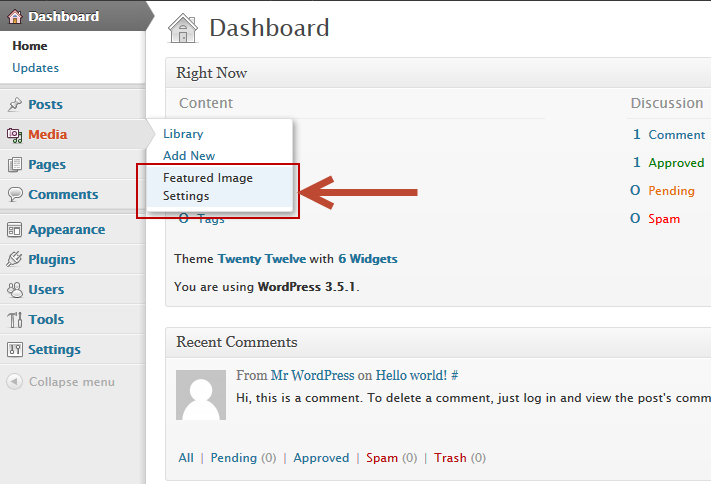 Dashboard
Home
Updates
Posts
Media
Pages
Comments
Appearance
Plugins
Users
Tools
Settings
Collapse menu
Library
Add New
Featured Image
Settings
Dashboard
Right Now
Content
Discussion
1 Comment
1 Approved
0 Pending
0 Spam
0 Tags
Theme Twenty Twelve with 6 Widgets
You are using WordPress 3.5.1.
Recent Comments
From Mr WordPress on Hello world! #
Hi, this is a comment. To delete a comment, just log in and view the post's comm
All | Pending (0) | Approved | Spam (0) | Trash (0)